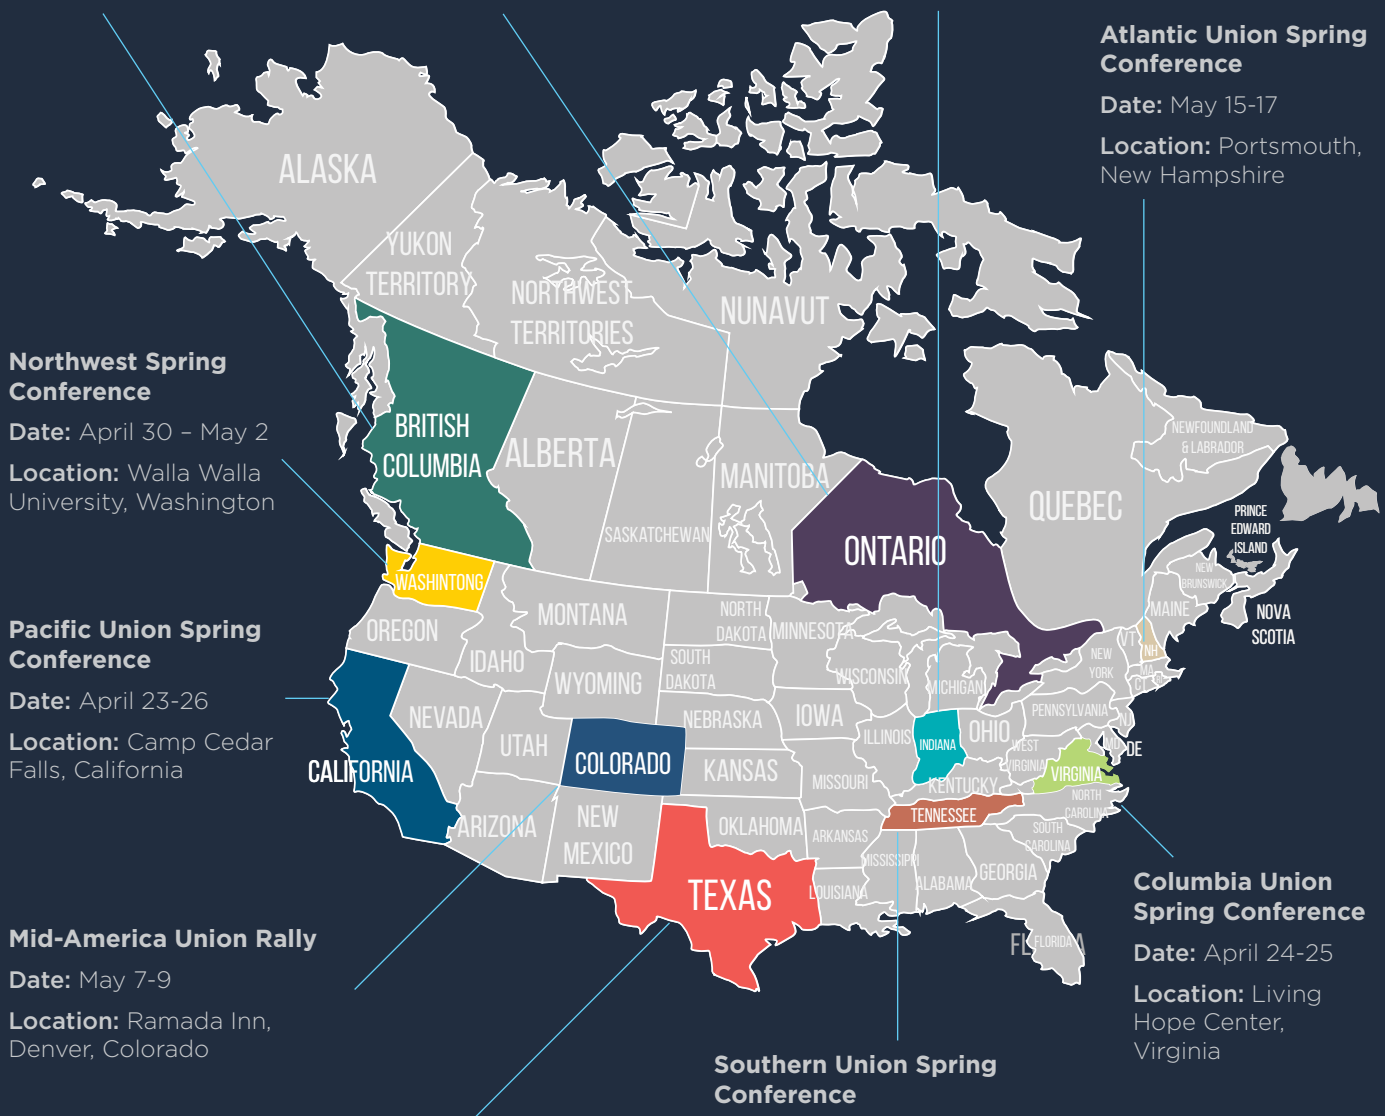 Atlantic Union Spring
Conference
Date: May 15-17
Location: Portsmouth,
New Hampshire
Northwest Spring
Conference
Date: April 30 – May 2
Location: Walla Walla
University, Washington
Pacific Union Spring
Conference
Date: April 23-26
Location: Camp Cedar
Falls, California
Mid-America Union Rally
Date: May 7-9
Location: Ramada Inn,
Denver, Colorado
Columbia Union
Spring Conference
Date: April 24-25
Location: Living
Hope Center,
Virginia
Southern Union Spring
Conference
ALASKA
YUKON
TERRITORY
NORTHWEST
TERRITORIES
NUNAVUT
BRITISH
COLUMBIA
ALBERTA
SASKATCHEWAN
MANITOBA
ONTARIO
QUEBEC
NEWFOUNDLAND
& LABRADOR
PRINCE
EDWARD
ISLAND
NEW
BRUNSWICK
NOVA
SCOTIA
MAINE
WASHINTONG
OREGON
MONTANA
IDAHO
WYOMING
NORTH
DAKOTA
SOUTH
DAKOTA
MINNESOTA
WISCONSIN
MICHIGAN
VT
NH
MA
CT
RI
NEW
YORK
NEVADA
UTAH
COLORADO
NEBRASKA
IOWA
ILLINOIS
INDIANA
OHIO
PENNSYLVANIA
NJ
MD
DE
WEST
VIRGINIA
VIRGINIA
CALIFORNIA
KANSAS
MISSOURI
KENTUCKY
ARIZONA
NEW
MEXICO
OKLAHOMA
ARKANSAS
TENNESSEE
NORTH
CAROLINA
SOUTH
CAROLINA
TEXAS
LOUISIANA
MISSISSIPPI
ALABAMA
GEORGIA
FLORIDA
FLORIDA